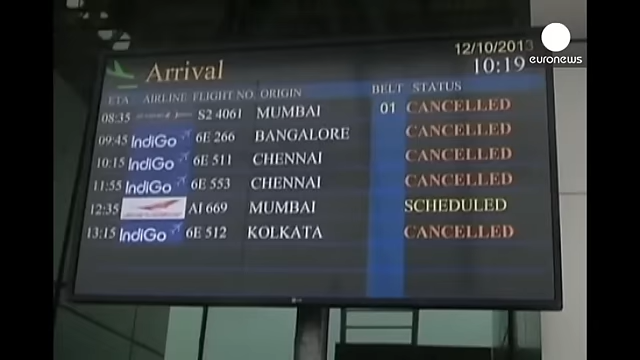 euronews
12/10/2013
Arrival 10:19
ETA AIRLINE FLIGHT NO. ORIGIN BELT STATUS
08:35 S2 4061 MUMBAI 01 CANCELLED
09:45 IndiGo 6E 266 BANGALORE CANCELLED
10:15 IndiGo 6E 511 CHENNAI CANCELLED
11:55 IndiGo 6E 553 CHENNAI CANCELLED
12:35 AI 669 MUMBAI SCHEDULED
13:15 IndiGo 6E 512 KOLKATA CANCELLED